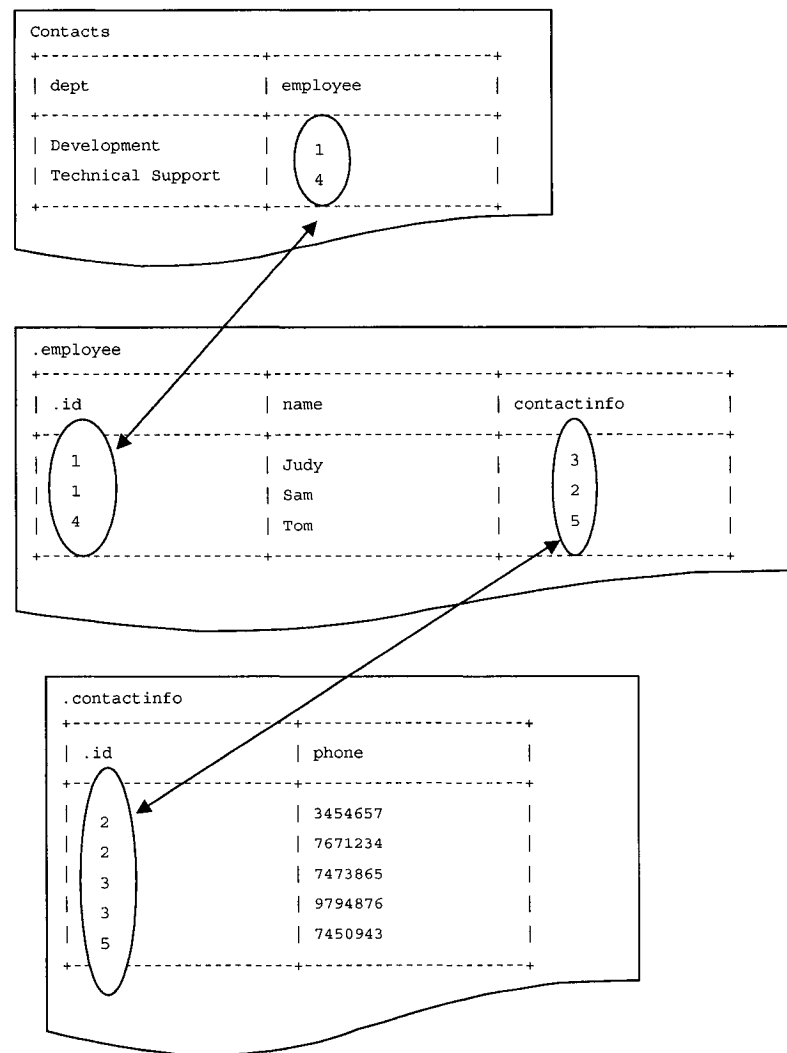 Contacts
+--------------------+--------------------+
| dept | employee |
+--------------------+--------------------+
| Development | 1 |
| Technical Support | 4 |
+--------------------+--------------------+
.employee
+--------------------+--------------------+--------------------+
| .id | name | contactinfo |
+--------------------+--------------------+--------------------+
| 1 | Judy | 3 |
| 1 | Sam | 2 |
| 4 | Tom | 5 |
+--------------------+--------------------+--------------------+
.contactinfo
+--------------------+--------------------+
| .id | phone |
+--------------------+--------------------+
| 2 | 3454657 |
| 2 | 7671234 |
| 3 | 7473865 |
| 3 | 9794876 |
| 5 | 7450943 |
+--------------------+--------------------+